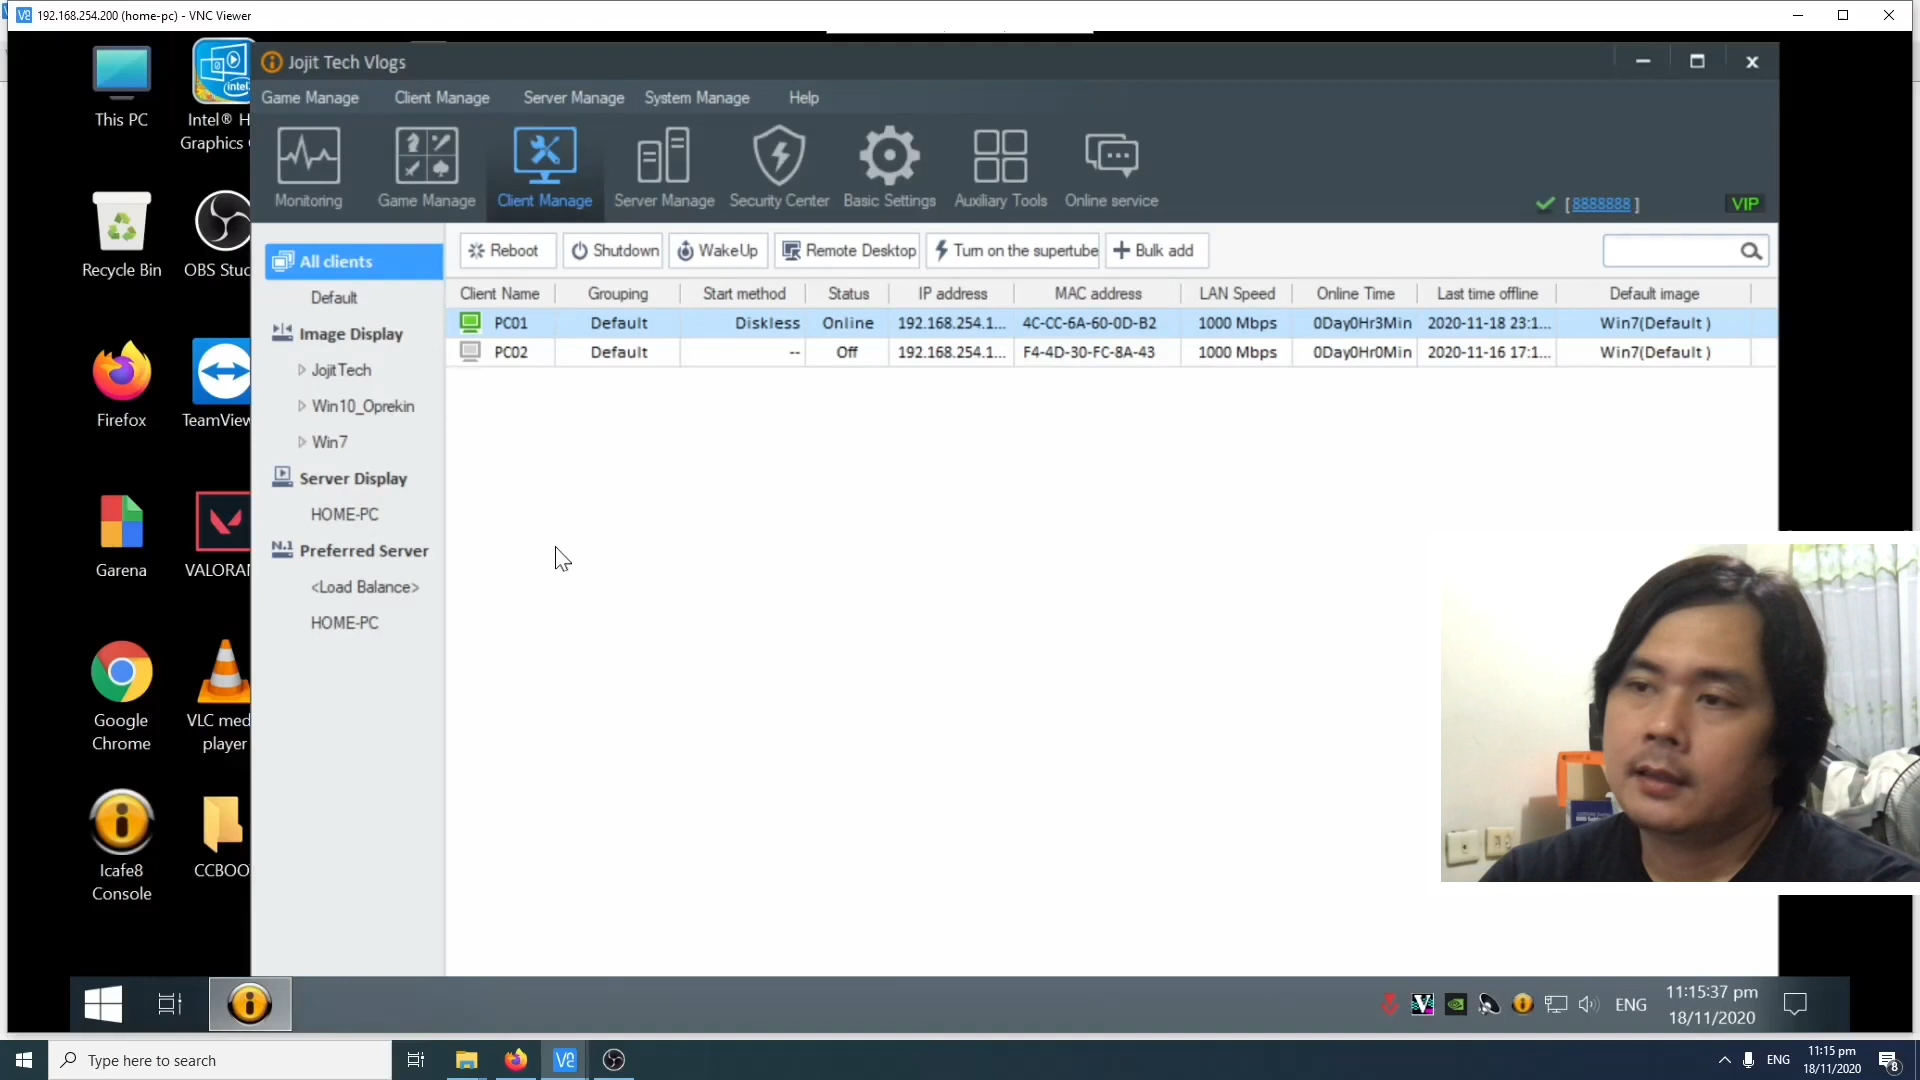 192.168.254.200 (home-pc) - VNC Viewer
Jojit Tech Vlogs
Game Manage Client Manage Server Manage System Manage Help
Monitoring Game Manage Client Manage Server Manage Security Center Basic Settings Auxiliary Tools Online service
[ 8888888 ] VIP
Reboot Shutdown WakeUp Remote Desktop Turn on the supertube Bulk add
Client Name Grouping Start method Status IP address MAC address LAN Speed Online Time Last time offline Default image
PC01 Default Diskless Online 192.168.254.1... 4C-CC-6A-60-0D-B2 1000 Mbps 0Day0Hr3Min 2020-11-18 23:1... Win7(Default )
PC02 Default -- Off 192.168.254.1... F4-4D-30-FC-8A-43 1000 Mbps 0Day0Hr0Min 2020-11-16 17:1... Win7(Default )
All clients
Default
Image Display
JojitTech
Win10_Oprekin
Win7
Server Display
HOME-PC
N.1 Preferred Server
<Load Balance>
HOME-PC
This PC
Intel® H
Graphics
intel
Recycle Bin
OBS Stud
Firefox
TeamView
Garena
VALORAN
Google
Chrome
VLC med
player
Icafe8
Console
CCBOO
ENG
11:15:37 pm
18/11/2020
Type here to search
ENG
11:15 pm
18/11/2020
8